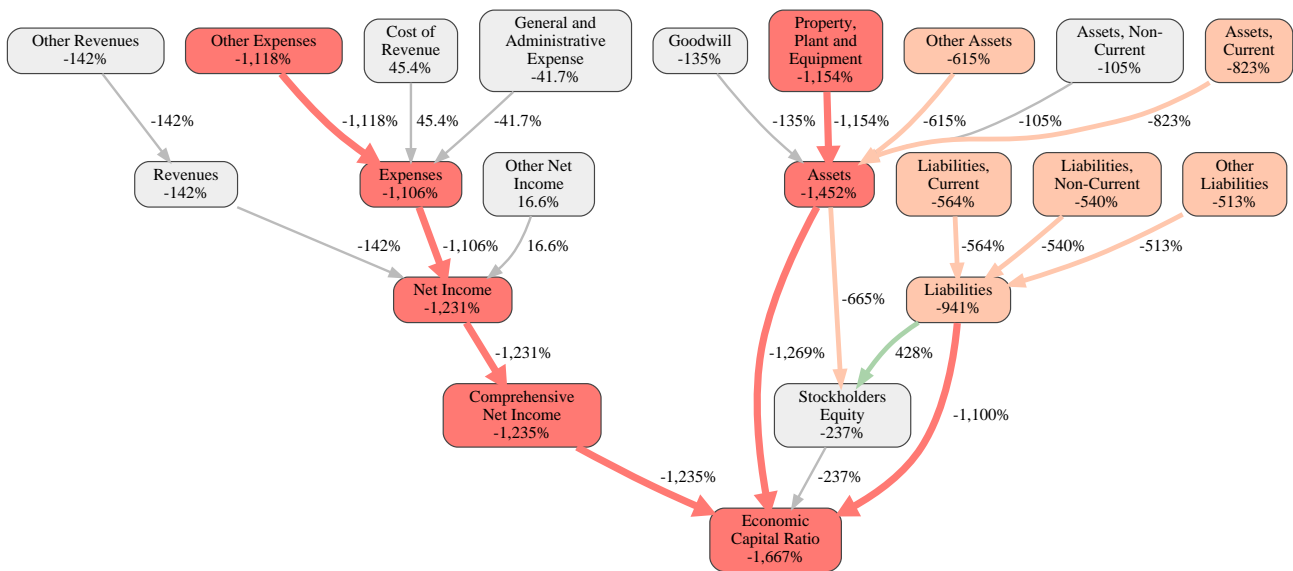 Other Revenues
-142%
Other Expenses
-1,118%
Cost of
Revenue
45.4%
General and
Administrative
Expense
-41.7%
Goodwill
-135%
Property,
Plant and
Equipment
-1,154%
Other Assets
-615%
Assets, Non-
Current
-105%
Assets,
Current
-823%
-142%
-1,118%
45.4%
-41.7%
-135%
-1,154%
-615%
-105%
-823%
Revenues
-142%
Expenses
-1,106%
Other Net
Income
16.6%
Assets
-1,452%
Liabilities,
Current
-564%
Liabilities,
Non-Current
-540%
Other
Liabilities
-513%
-142%
-1,106%
16.6%
-564%
-540%
-513%
Net Income
-1,231%
-665%
Liabilities
-941%
-1,231%
-1,269%
428%
Comprehensive
Net Income
-1,235%
Stockholders
Equity
-237%
-1,100%
-1,235%
-237%
Economic
Capital Ratio
-1,667%